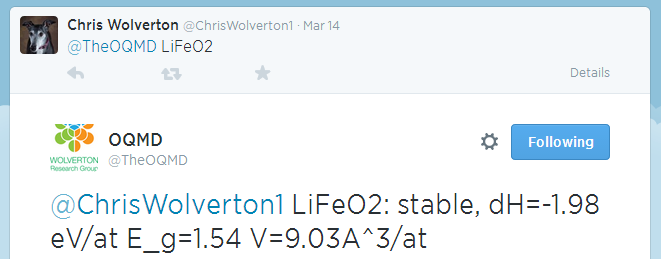 Chris Wolverton @ChrisWolverton1 · Mar 14
@TheOQMD LiFeO2
Details
OQMD
@TheOQMD
Following
WOLVERTON
Research Group
@ChrisWolverton1 LiFeO2: stable, dH=-1.98
eV/at E_g=1.54 V=9.03A^3/at